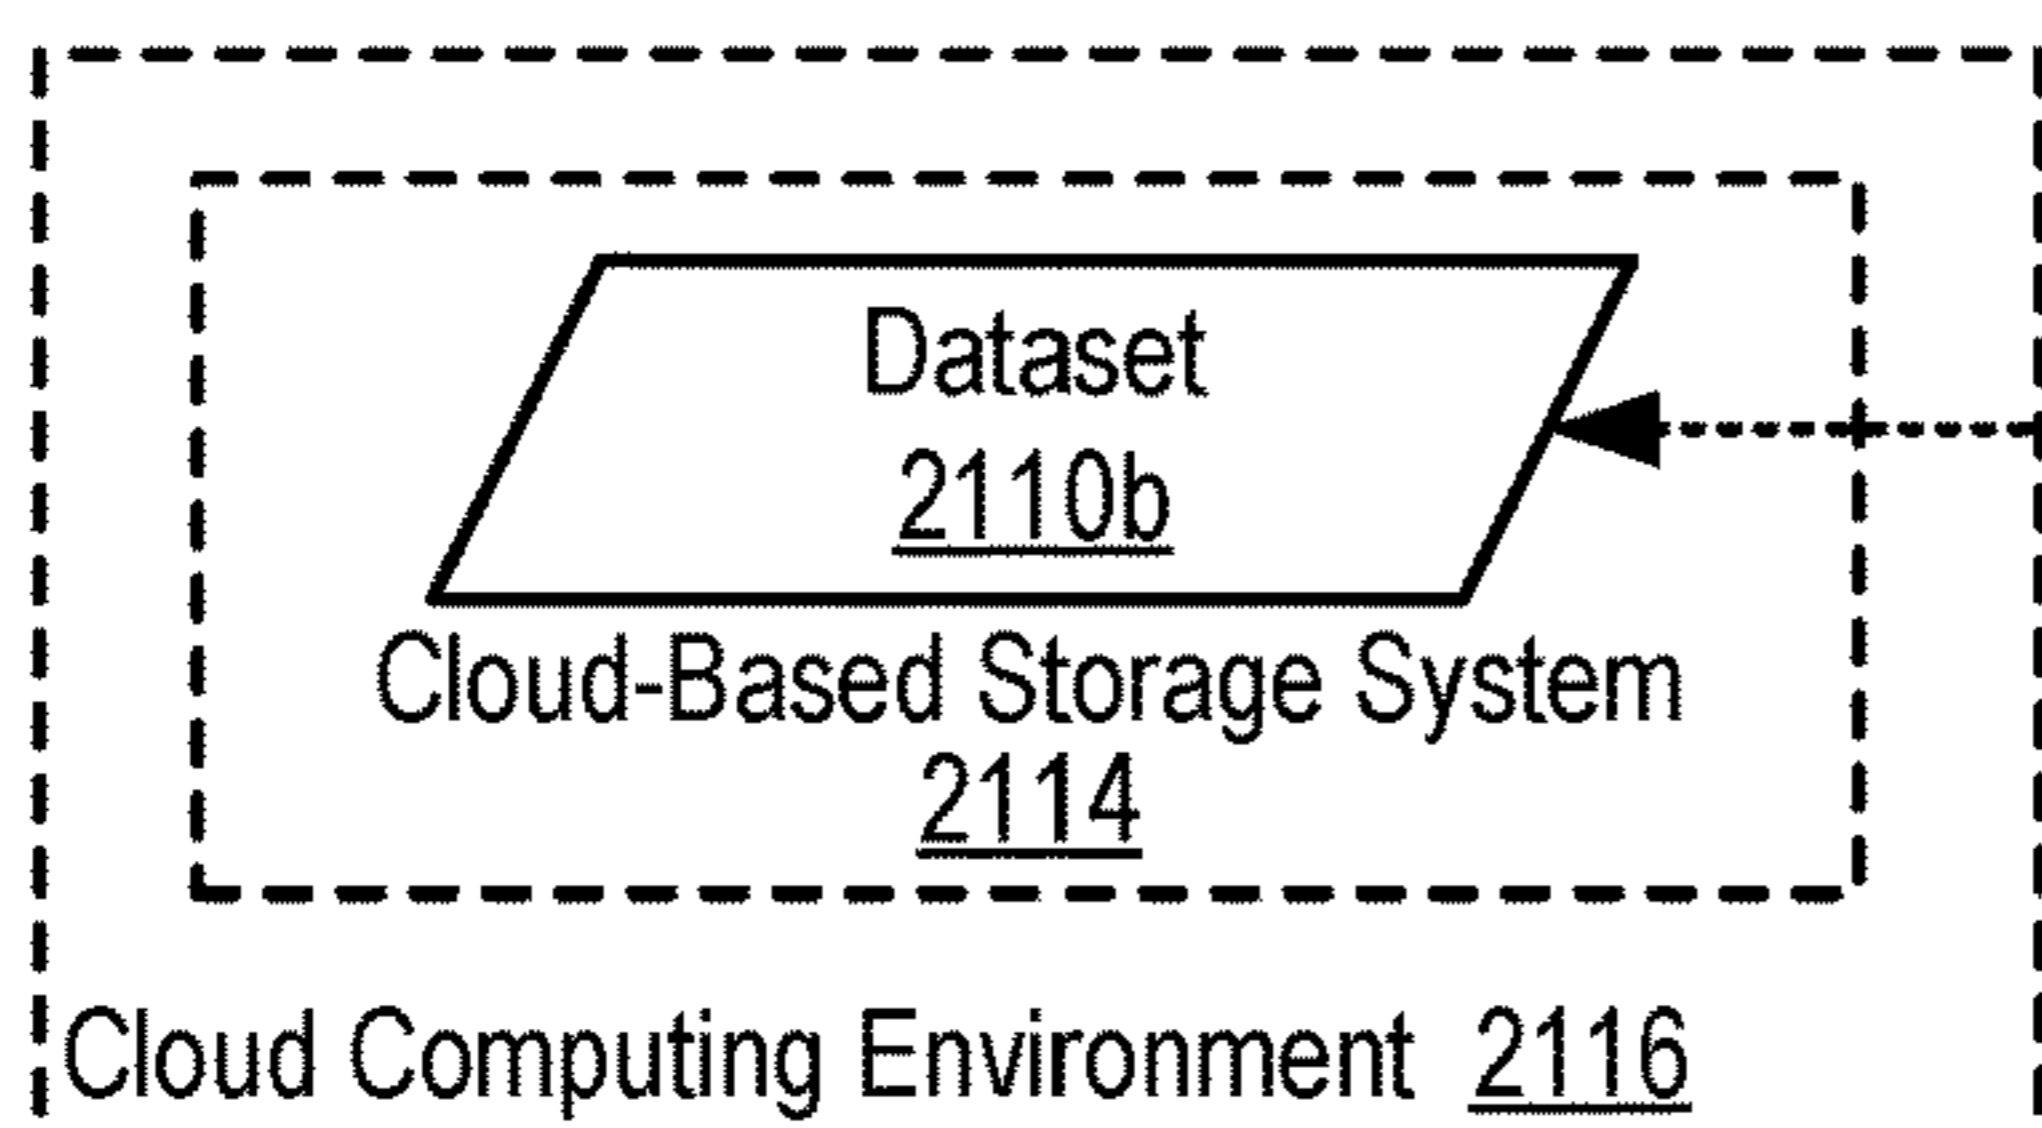 Dataset
2110b
Cloud-Based Storage System
2114
Cloud Computing Environment 2116